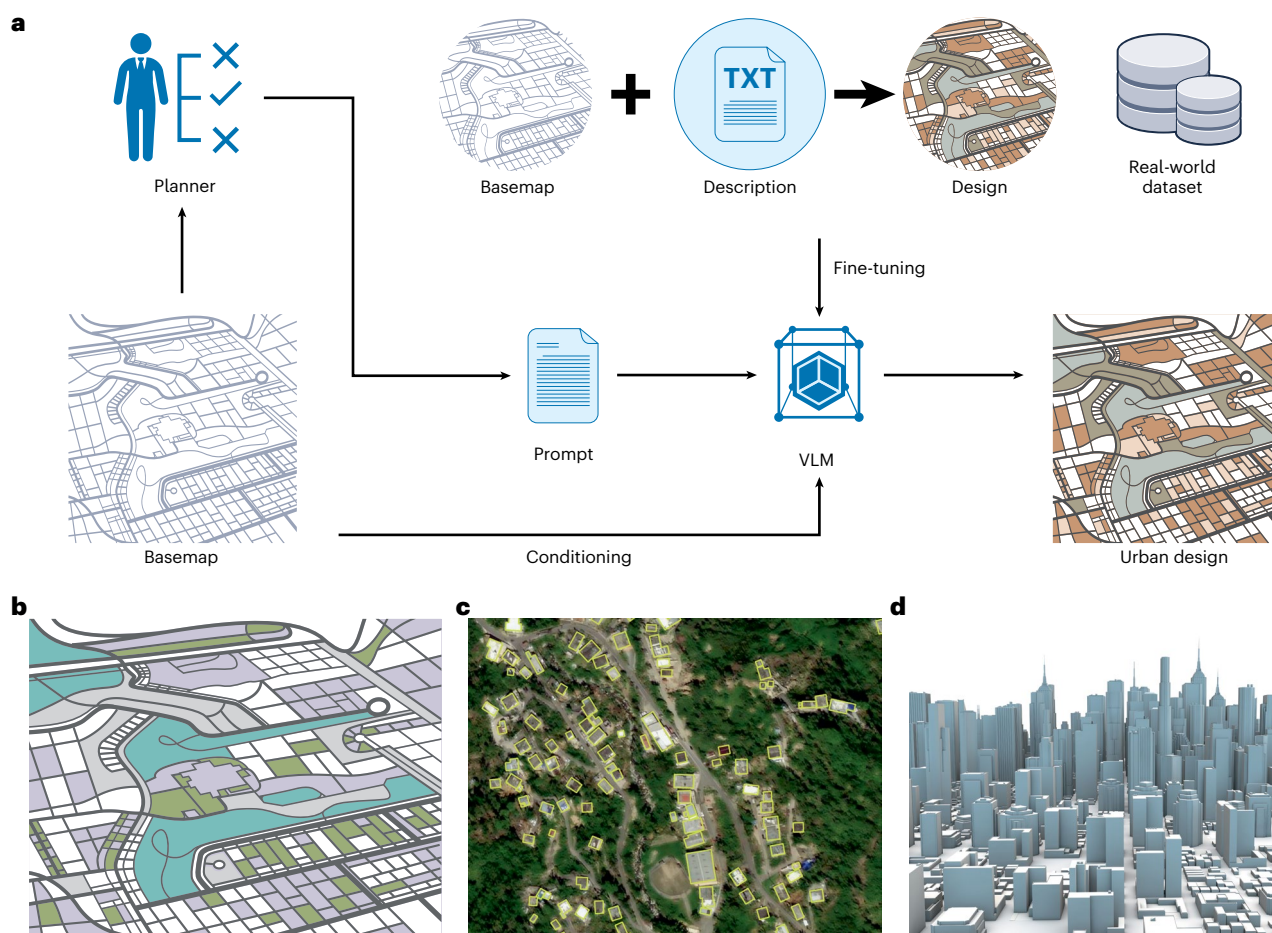 a
TXT
Planner
Basemap
Description
Design
Real-world
dataset
Fine-tuning
Prompt
VLM
Basemap
Conditioning
Urban design
b
c
d